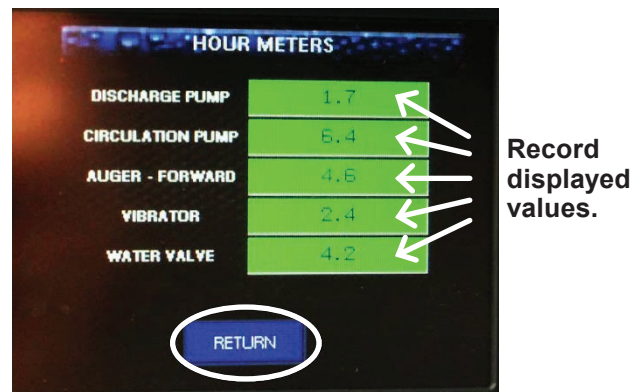 HOUR METERS
DISCHARGE PUMP 1.7
CIRCULATION PUMP 6.4
AUGER - FORWARD 4.6
VIBRATOR 2.4
WATER VALVE 4.2
Record
displayed
values.
RETURN